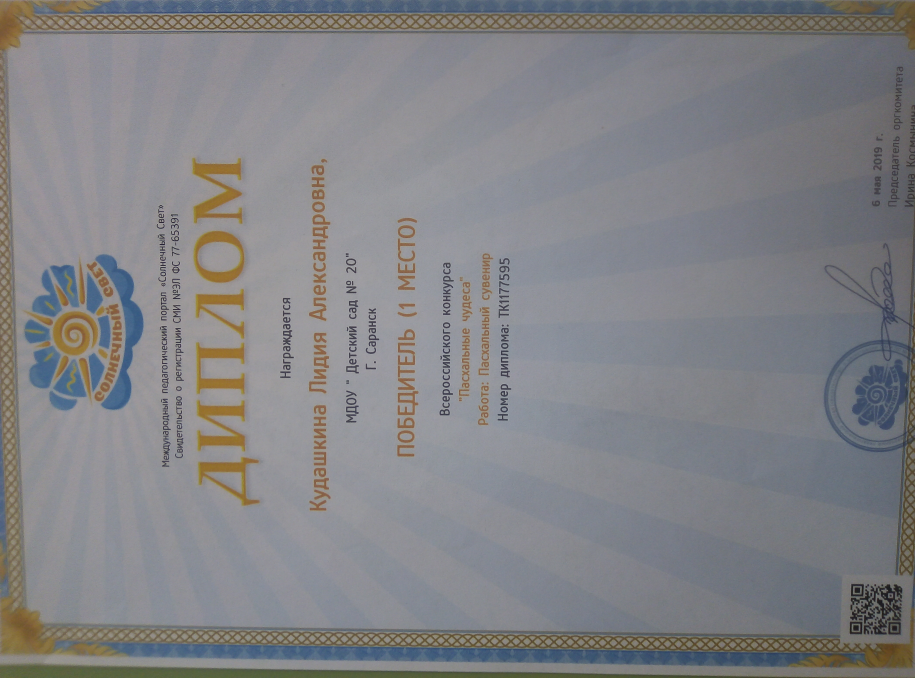 СОЛНЕЧНЫЙ СВЕТ
Международный педагогический портал «Солнечный Свет»
Свидетельство о регистрации СМИ №ЭЛ ФС 77-65391
ДИПЛОМ
Награждается
Кудашкина Лидия Александровна,
МДОУ " Детский сад № 20"
Г. Саранск
ПОБЕДИТЕЛЬ (1 МЕСТО)
Всероссийского конкурса
"Пасхальные чудеса"
Работа: Пасхальный сувенир
Номер диплома: ТК1177595
6 мая 2019 г.
Председатель оргкомитета
Ирина